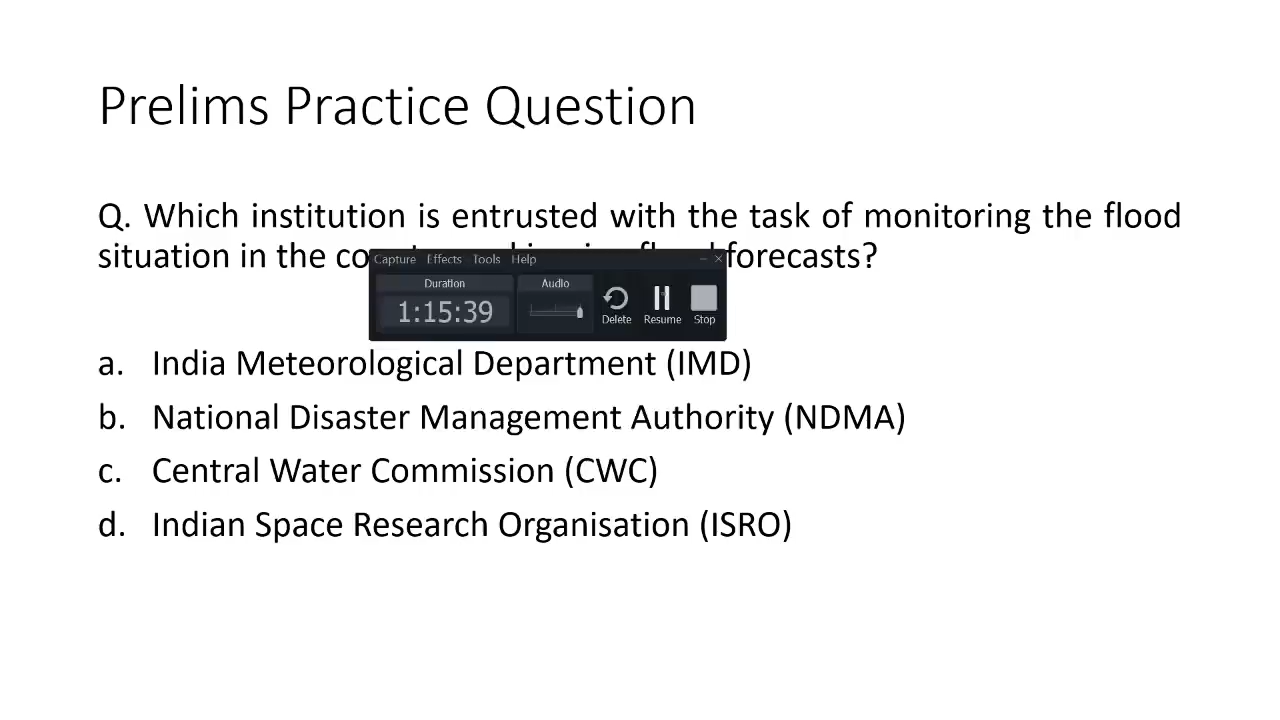 Prelims Practice Question
Q. Which institution is entrusted with the task of monitoring the flood
situation in the forecasts?
Capture Effects Tools Help
Duration Audio
1:15:39
Delete Resume Stop
a. India Meteorological Department (IMD)
b. National Disaster Management Authority (NDMA)
c. Central Water Commission (CWC)
d. Indian Space Research Organisation (ISRO)